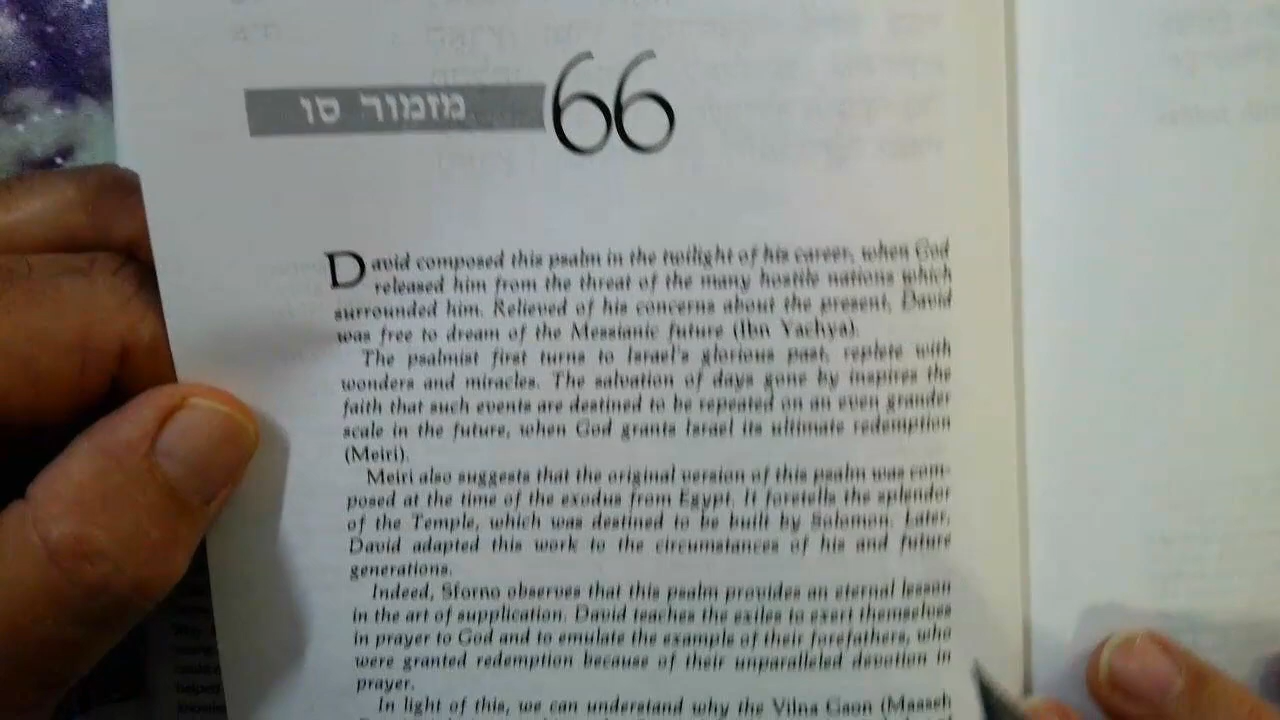 מזמור סו 66
David composed this psalm in the twilight of his career, when God
released him from the threat of the many hostile nations which
surrounded him. Relieved of his concerns about the present, David
was free to dream of the Messianic future (Ibn Yachya).
The psalmist first turns to Israel's glorious past, replete with
wonders and miracles. The salvation of days gone by inspires the
faith that such events are destined to be repeated on an even grander
scale in the future, when God grants Israel its ultimate redemption
(Meiri).
Meiri also suggests that the original version of this psalm was com-
posed at the time of the exodus from Egypt. It foretells the splendor
of the Temple, which was destined to be built by Solomon. Later,
David adapted this work to the circumstances of his and future
generations.
Indeed, Sforno observes that this psalm provides an eternal lesson
in the art of supplication. David teaches the exiles to exert themselves
in prayer to God and to emulate the example of their forefathers, who
were granted redemption because of their unparalleled devotion in
prayer.
In light of this, we can understand why the Vilna Gaon (Maaseh